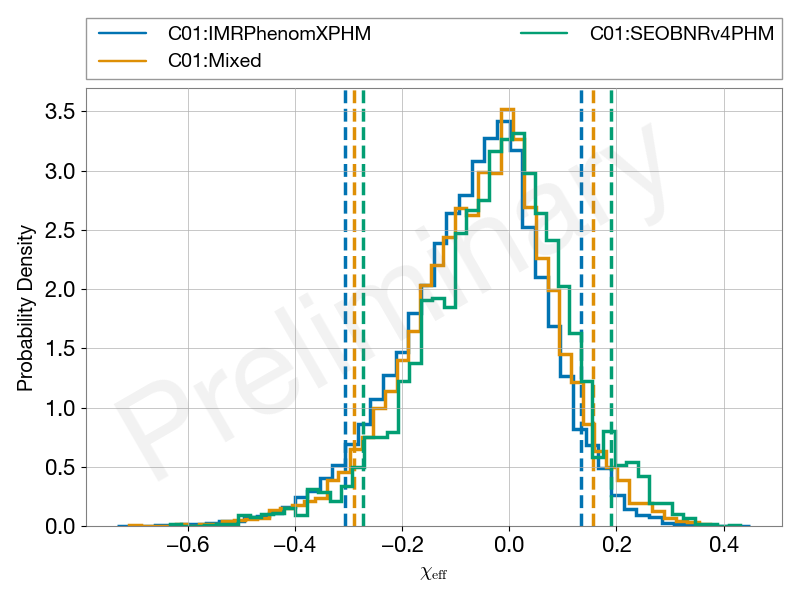 C01:IMRPhenomXPHM
C01:SEOBNRv4PHM
C01:Mixed
Preliminary
Probability Density
3.5
3.0
2.5
2.0
1.5
1.0
0.5
0.0
−0.6 −0.4 −0.2 0.0 0.2 0.4
χeff